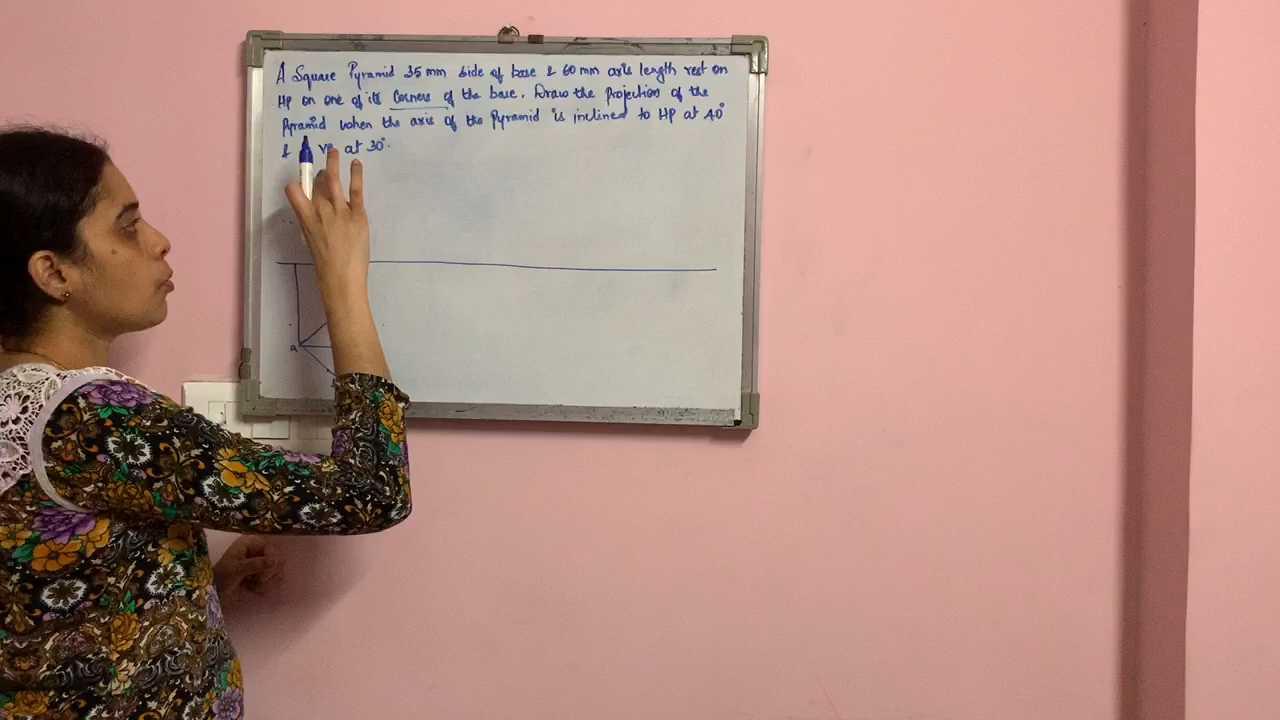 A Square Pyramid 35 mm side of base & 60 mm axis length rest on
HP on one of its Corners of the base. Draw the Projection of the
Pyramid when the axis of the Pyramid is inclined to HP at 40°
& VP at 30°.
a